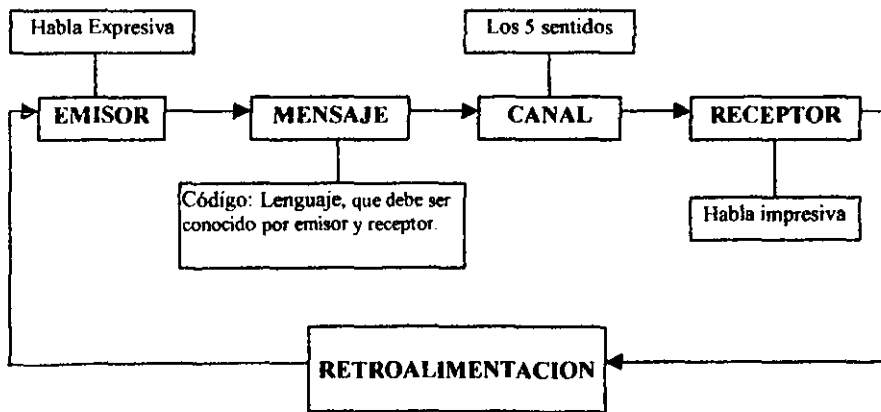 Habla Expresiva
Los 5 sentidos
EMISOR
MENSAJE
CANAL
RECEPTOR
Código: Lenguaje, que debe ser
conocido por emisor y receptor.
Habla impresiva
RETROALIMENTACION